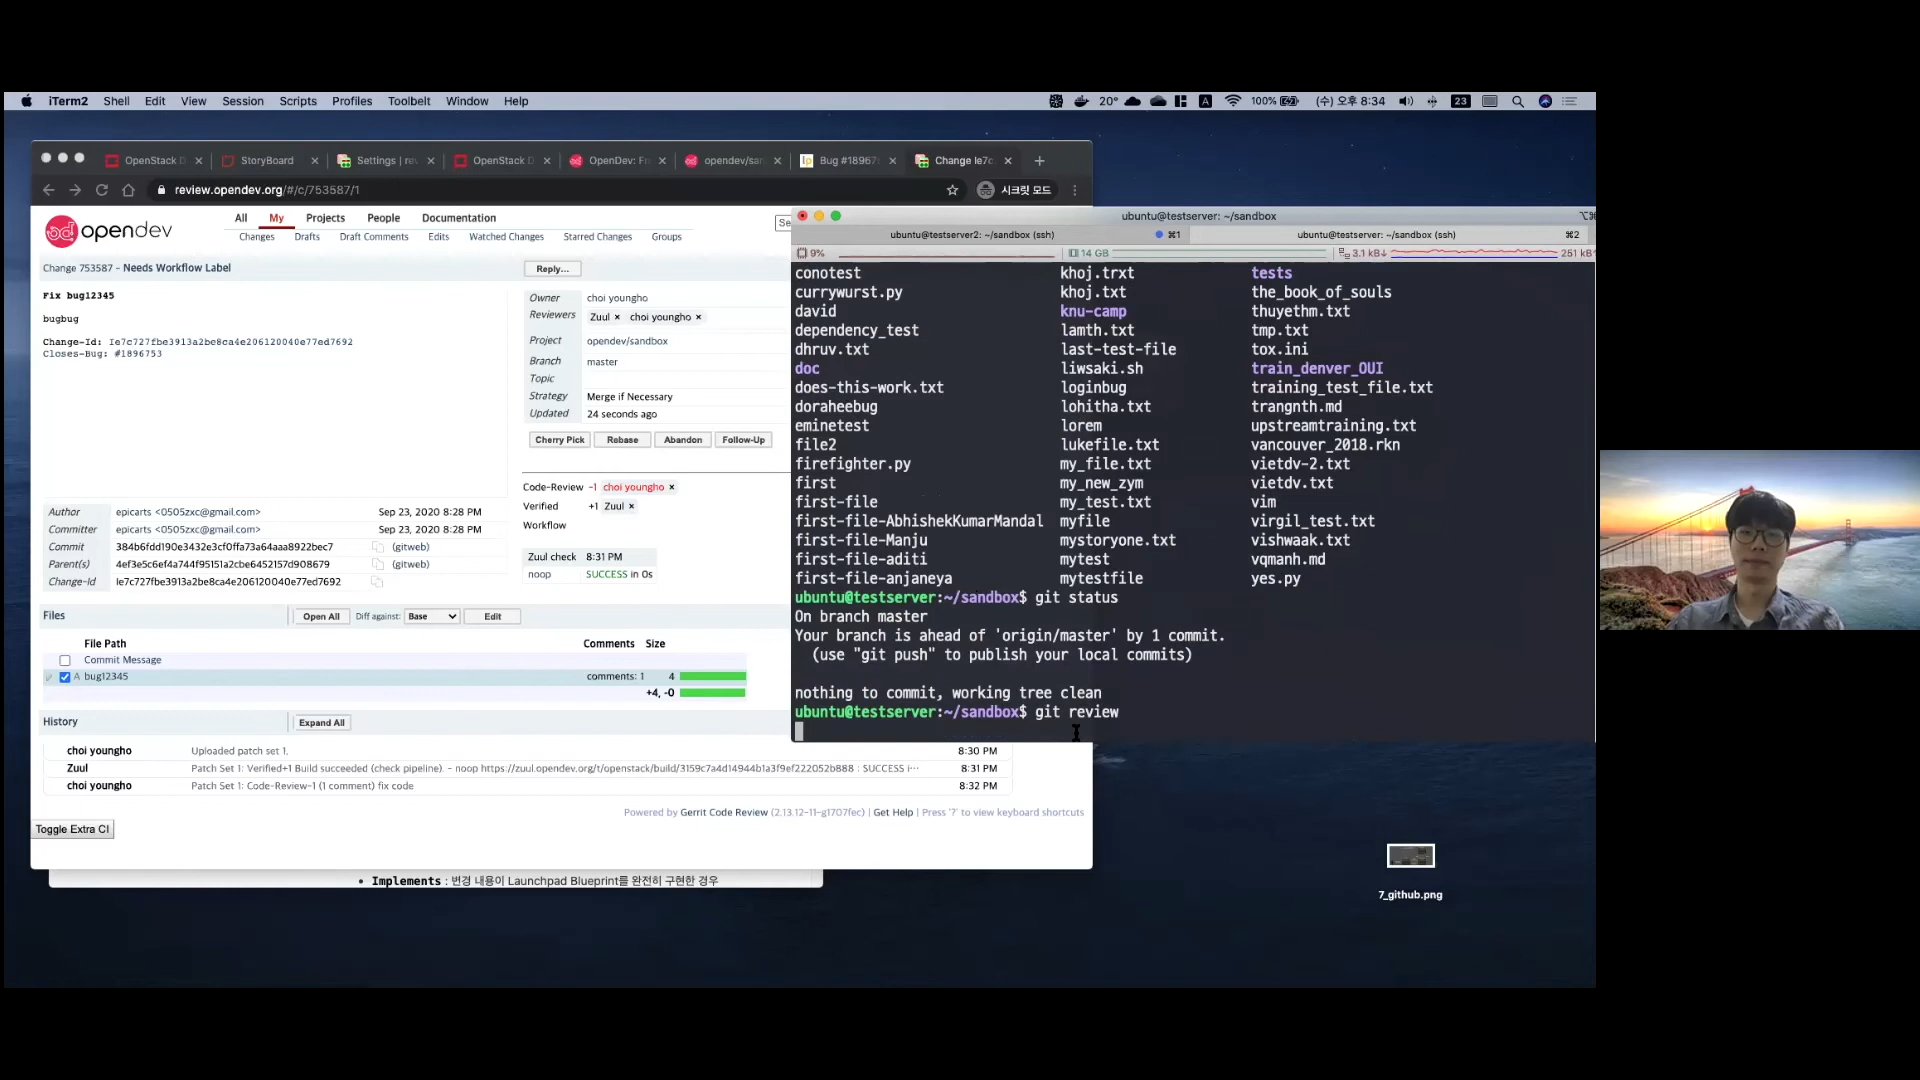 iTerm2 Shell Edit View Session Scripts Profiles Toolbelt Window Help
A 20° 100% (수) 오후 8:34 23
OpenStack D StoryBoard Settings | rev OpenStack D OpenDev: Fr opendev/san Bug #18967 Change Ie7c
review.opendev.org/#/c/753587/1 시크릿 모드
opendev
All My Projects People Documentation
Changes Drafts Draft Comments Edits Watched Changes Starred Changes Groups
Se
Change 753587 - Needs Workflow Label
Reply...
Fix bug12345
bugbug
Change-Id: Ie7c727fbe3913a2be8ca4e206120040e77ed7692
Closes-Bug: #1896753
Owner choi youngho
Reviewers Zuul choi youngho
Project opendev/sandbox
Branch master
Topic
Strategy Merge if Necessary
Updated 24 seconds ago
Cherry Pick Rebase Abandon Follow-Up
Code-Review -1 choi youngho
Verified +1 Zuul
Workflow
Zuul check 8:31 PM
noop SUCCESS in 0s
Author epicarts <0505zxc@gmail.com> Sep 23, 2020 8:28 PM
Committer epicarts <0505zxc@gmail.com> Sep 23, 2020 8:28 PM
Commit 384b6fdd190e3432e3cf0ffa73a64aaa8922bec7 (gitweb)
Parent(s) 4ef3e5c6ef4a744f95151a2cbe6452157d908679 (gitweb)
Change-Id Ie7c727fbe3913a2be8ca4e206120040e77ed7692
Files Open All Diff against: Base Edit
File Path Comments Size
Commit Message
A bug12345 comments: 1 4
+4, -0
History Expand All
choi youngho Uploaded patch set 1. 8:30 PM
Zuul Patch Set 1: Verified+1 Build succeeded (check pipeline). - noop https://zuul.opendev.org/t/openstack/build/3159c7a4d14944b1a3f9ef222052b888 : SUCCESS i··· 8:31 PM
choi youngho Patch Set 1: Code-Review-1 (1 comment) fix code 8:32 PM
Powered by Gerrit Code Review (2.13.12-11-g1707fec) | Get Help | Press '?' to view keyboard shortcuts
Toggle Extra CI
• Implements : 변경 내용이 Launchpad Blueprint를 완전히 구현한 경우
ubuntu@testserver: ~/sandbox
ubuntu@testserver2: ~/sandbox (ssh) ⌘1 ubuntu@testserver: ~/sandbox (ssh) ⌘2
9% 14 GB 3.1 kB↓ 251 kB
conotest khoj.trxt tests
currywurst.py khoj.txt the_book_of_souls
david knu-camp thuyethm.txt
dependency_test lamth.txt tmp.txt
dhruv.txt last-test-file tox.ini
doc liwsaki.sh train_denver_OUI
does-this-work.txt loginbug training_test_file.txt
doraheebug lohitha.txt trangnth.md
eminetest lorem upstreamtraining.txt
file2 lukefile.txt vancouver_2018.rkn
firefighter.py my_file.txt vietdv-2.txt
first my_new_zym vietdv.txt
first-file my_test.txt vim
first-file-AbhishekKumarMandal myfile virgil_test.txt
first-file-Manju mystoryone.txt vishwaak.txt
first-file-aditi mytest vqmanh.md
first-file-anjaneya mytestfile yes.py
ubuntu@testserver:~/sandbox$ git status
On branch master
Your branch is ahead of 'origin/master' by 1 commit.
(use "git push" to publish your local commits)
nothing to commit, working tree clean
ubuntu@testserver:~/sandbox$ git review
7_github.png